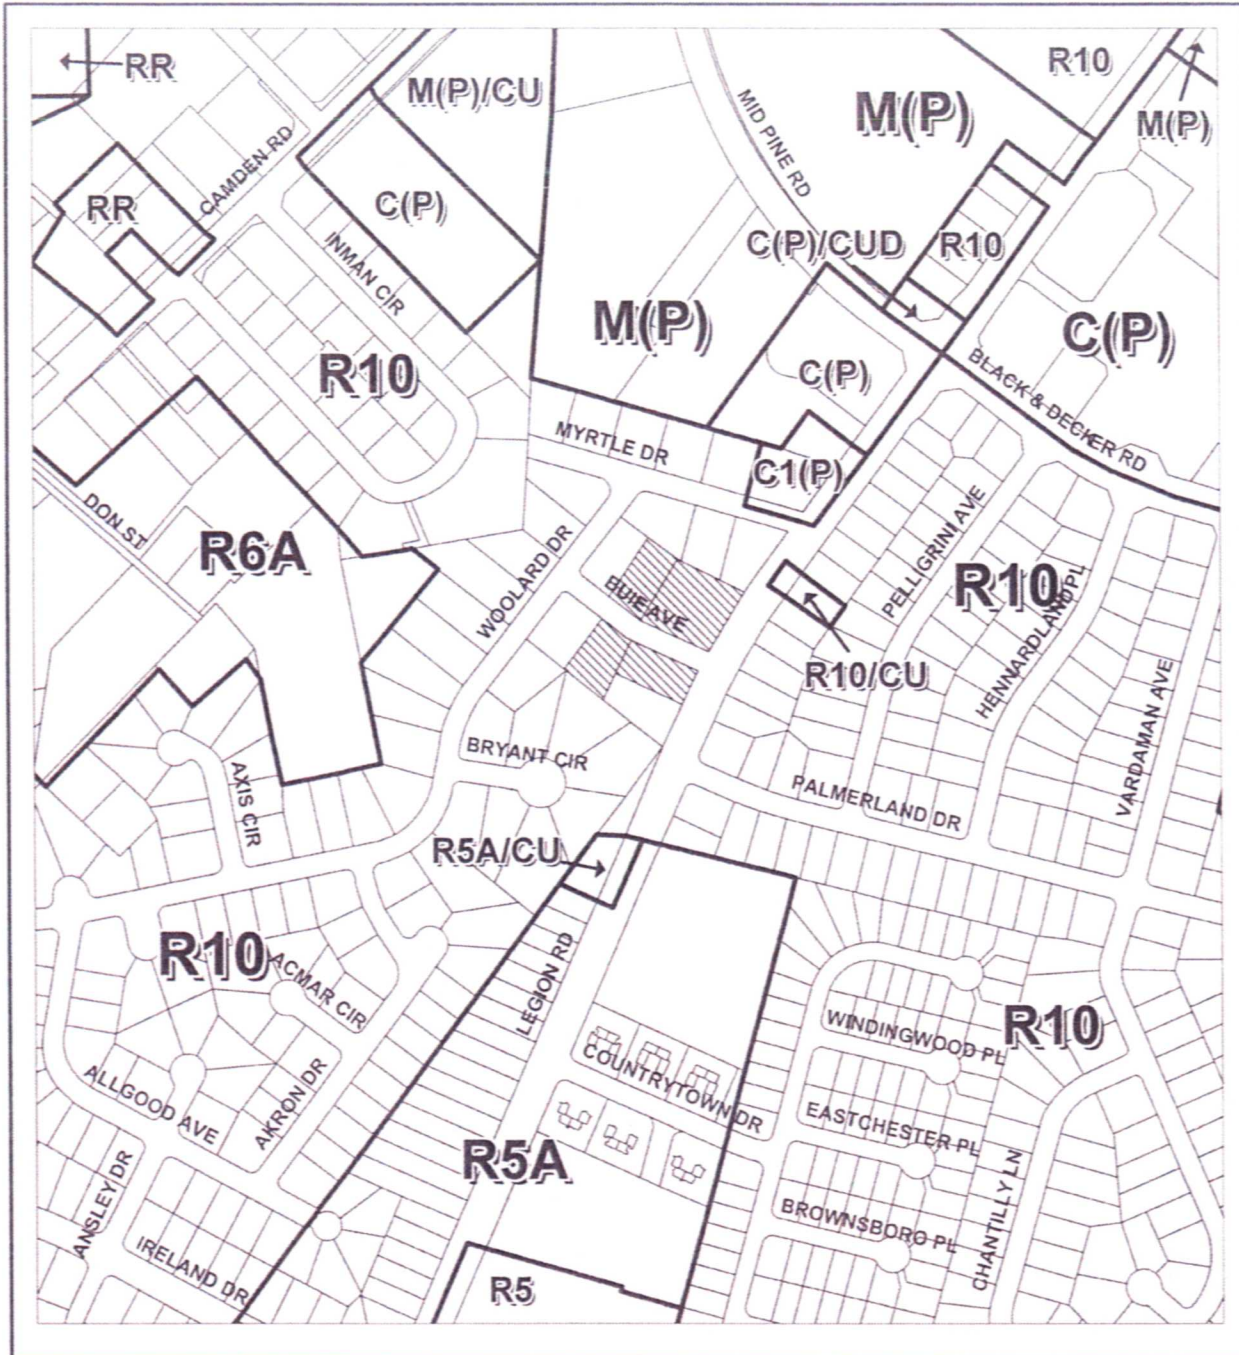 RR
M(P)/CU
R10
M(P)
M(P)
CAMDEN RD
MID PINE RD
RR
C(P)
INMAN CIR
C(P)/CUD
R10
M(P)
C(P)
R10
C(P)
BLACK & DECKER RD
MYRTLE DR
C1(P)
DON ST
R6A
WOOLARD DR
BUIE AVE
PELLIGRINI AVE
R10
HENNARDLAND PL
R10/CU
VARDAMAN AVE
BRYANT CIR
AXIS CIR
PALMERLAND DR
R5A/CU
R10
ACMAR CIR
LEGION RD
WINDINGWOOD PL
R10
COUNTRYTOWN DR
ALLGOOD AVE
AKRON DR
EASTCHESTER PL
R5A
ANSLEY DR
BROWNSBORO PL
CHANTILLY LN
IRELAND DR
R5